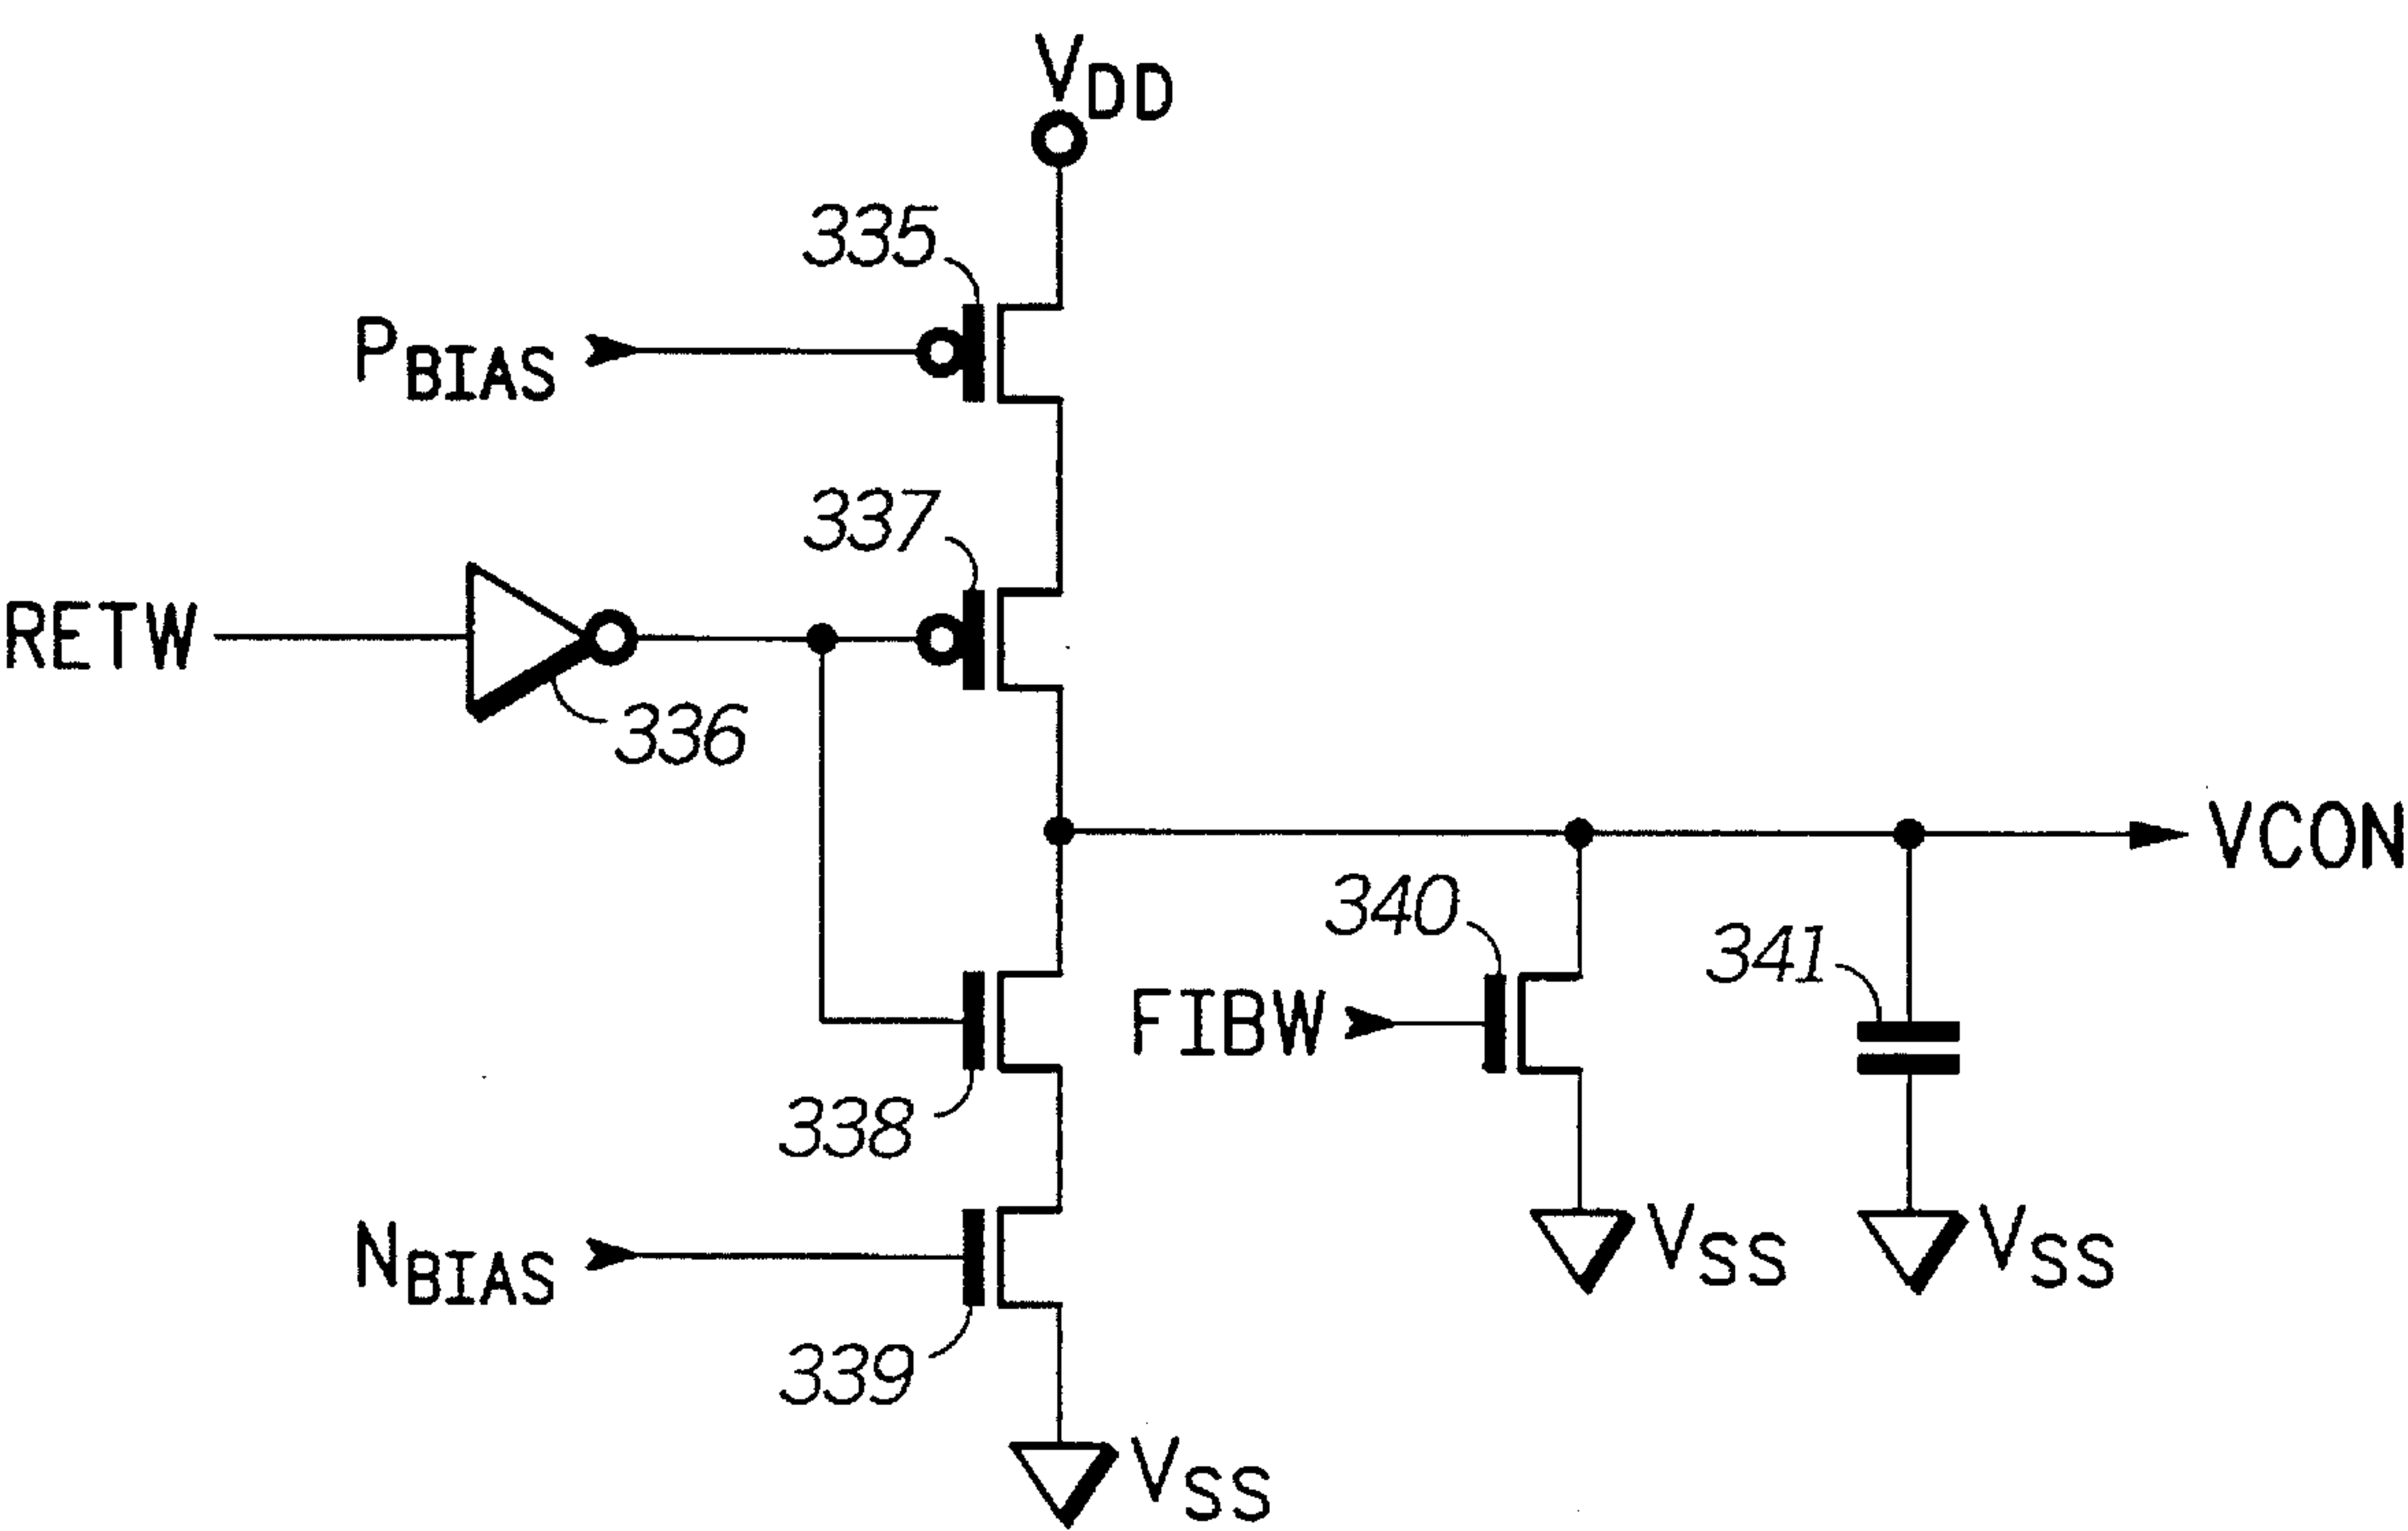 VDD
335
PBIAS
337
RETW
336
VCON
340
341
FIBW
338
VSS
VSS
NBIAS
339
VSS